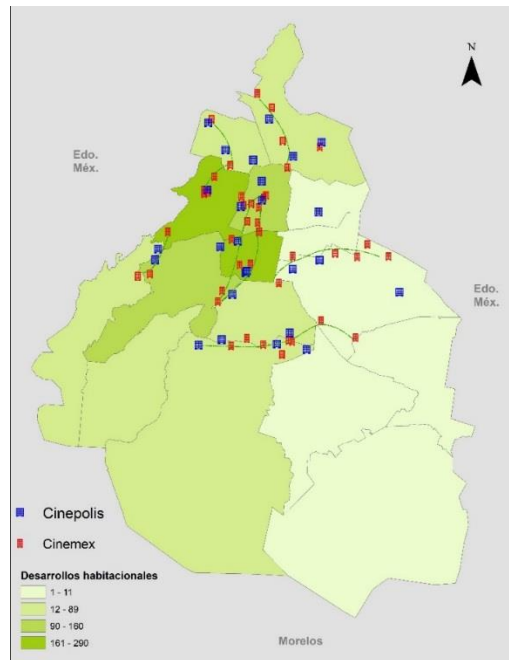 N
Edo.
Méx.
Edo.
Méx.
Cinepolis
Cinemex
Desarrollos habitacionales
1 - 11
12 - 89
90 - 160
161 - 290
Morelos